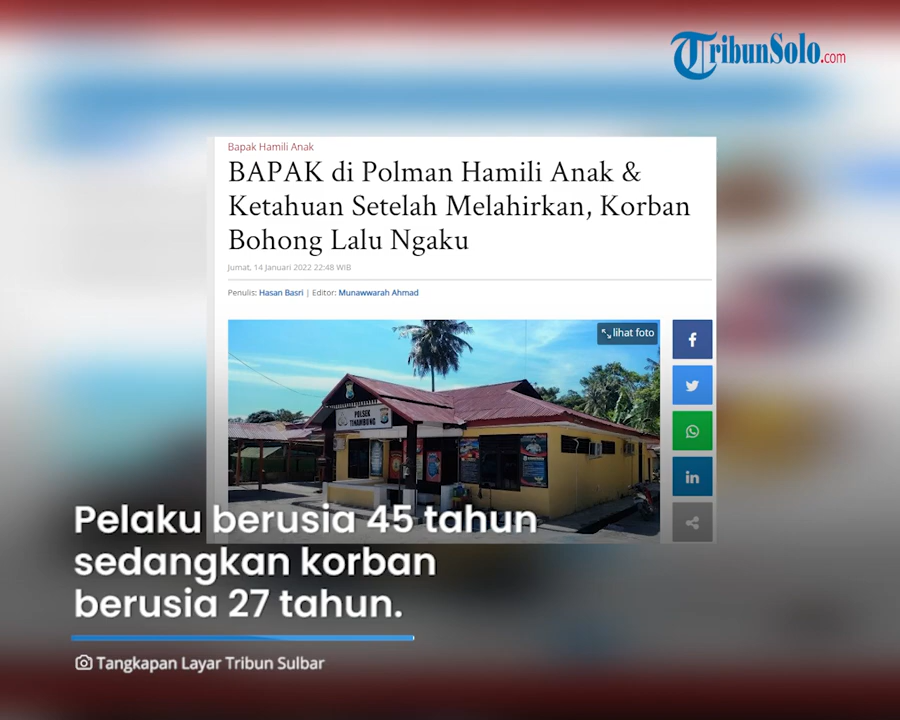 TribunSolo.com
Bapak Hamili Anak
BAPAK di Polman Hamili Anak &
Ketahuan Setelah Melahirkan, Korban
Bohong Lalu Ngaku
Jumat, 14 Januari 2022 22:48 WIB
Penulis: Hasan Basri | Editor: Munawwarah Ahmad
lihat foto
POLSEK
TINAMBUNG
Pelaku berusia 45 tahun
sedangkan korban
berusia 27 tahun.
Tangkapan Layar Tribun Sulbar